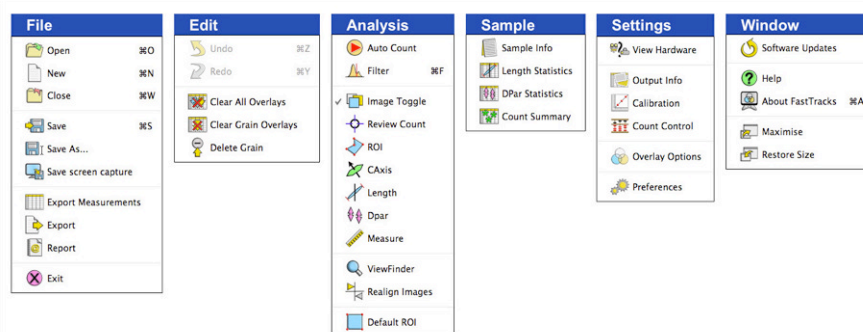 File
Open ⌘O
New ⌘N
Close ⌘W
Save ⌘S
Save As...
Save screen capture
Export Measurements
Export
Report
Exit
Edit
Undo ⌘Z
Redo ⌘Y
Clear All Overlays
Clear Grain Overlays
Delete Grain
Analysis
Auto Count
Filter ⌘F
Image Toggle
Review Count
ROI
CAxis
Length
Dpar
Measure
ViewFinder
Realign Images
Default ROI
Sample
Sample Info
Length Statistics
DPar Statistics
Count Summary
Settings
View Hardware
Output Info
Calibration
Count Control
Overlay Options
Preferences
Window
Software Updates
Help
About FastTracks ⌘A
Maximise
Restore Size